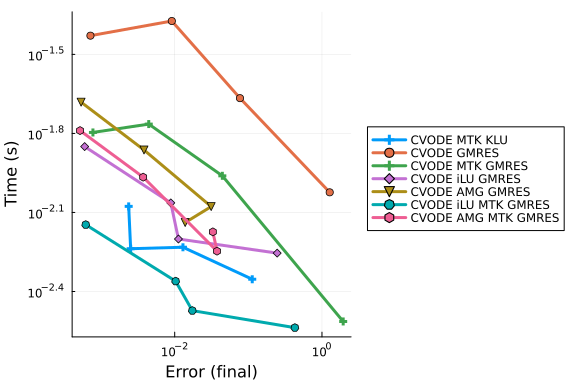 Time (s)
10^-1.5
10^-1.8
10^-2.1
10^-2.4
10^-2
10^0
Error (final)
CVODE MTK KLU
CVODE GMRES
CVODE MTK GMRES
CVODE iLU GMRES
CVODE AMG GMRES
CVODE iLU MTK GMRES
CVODE AMG MTK GMRES